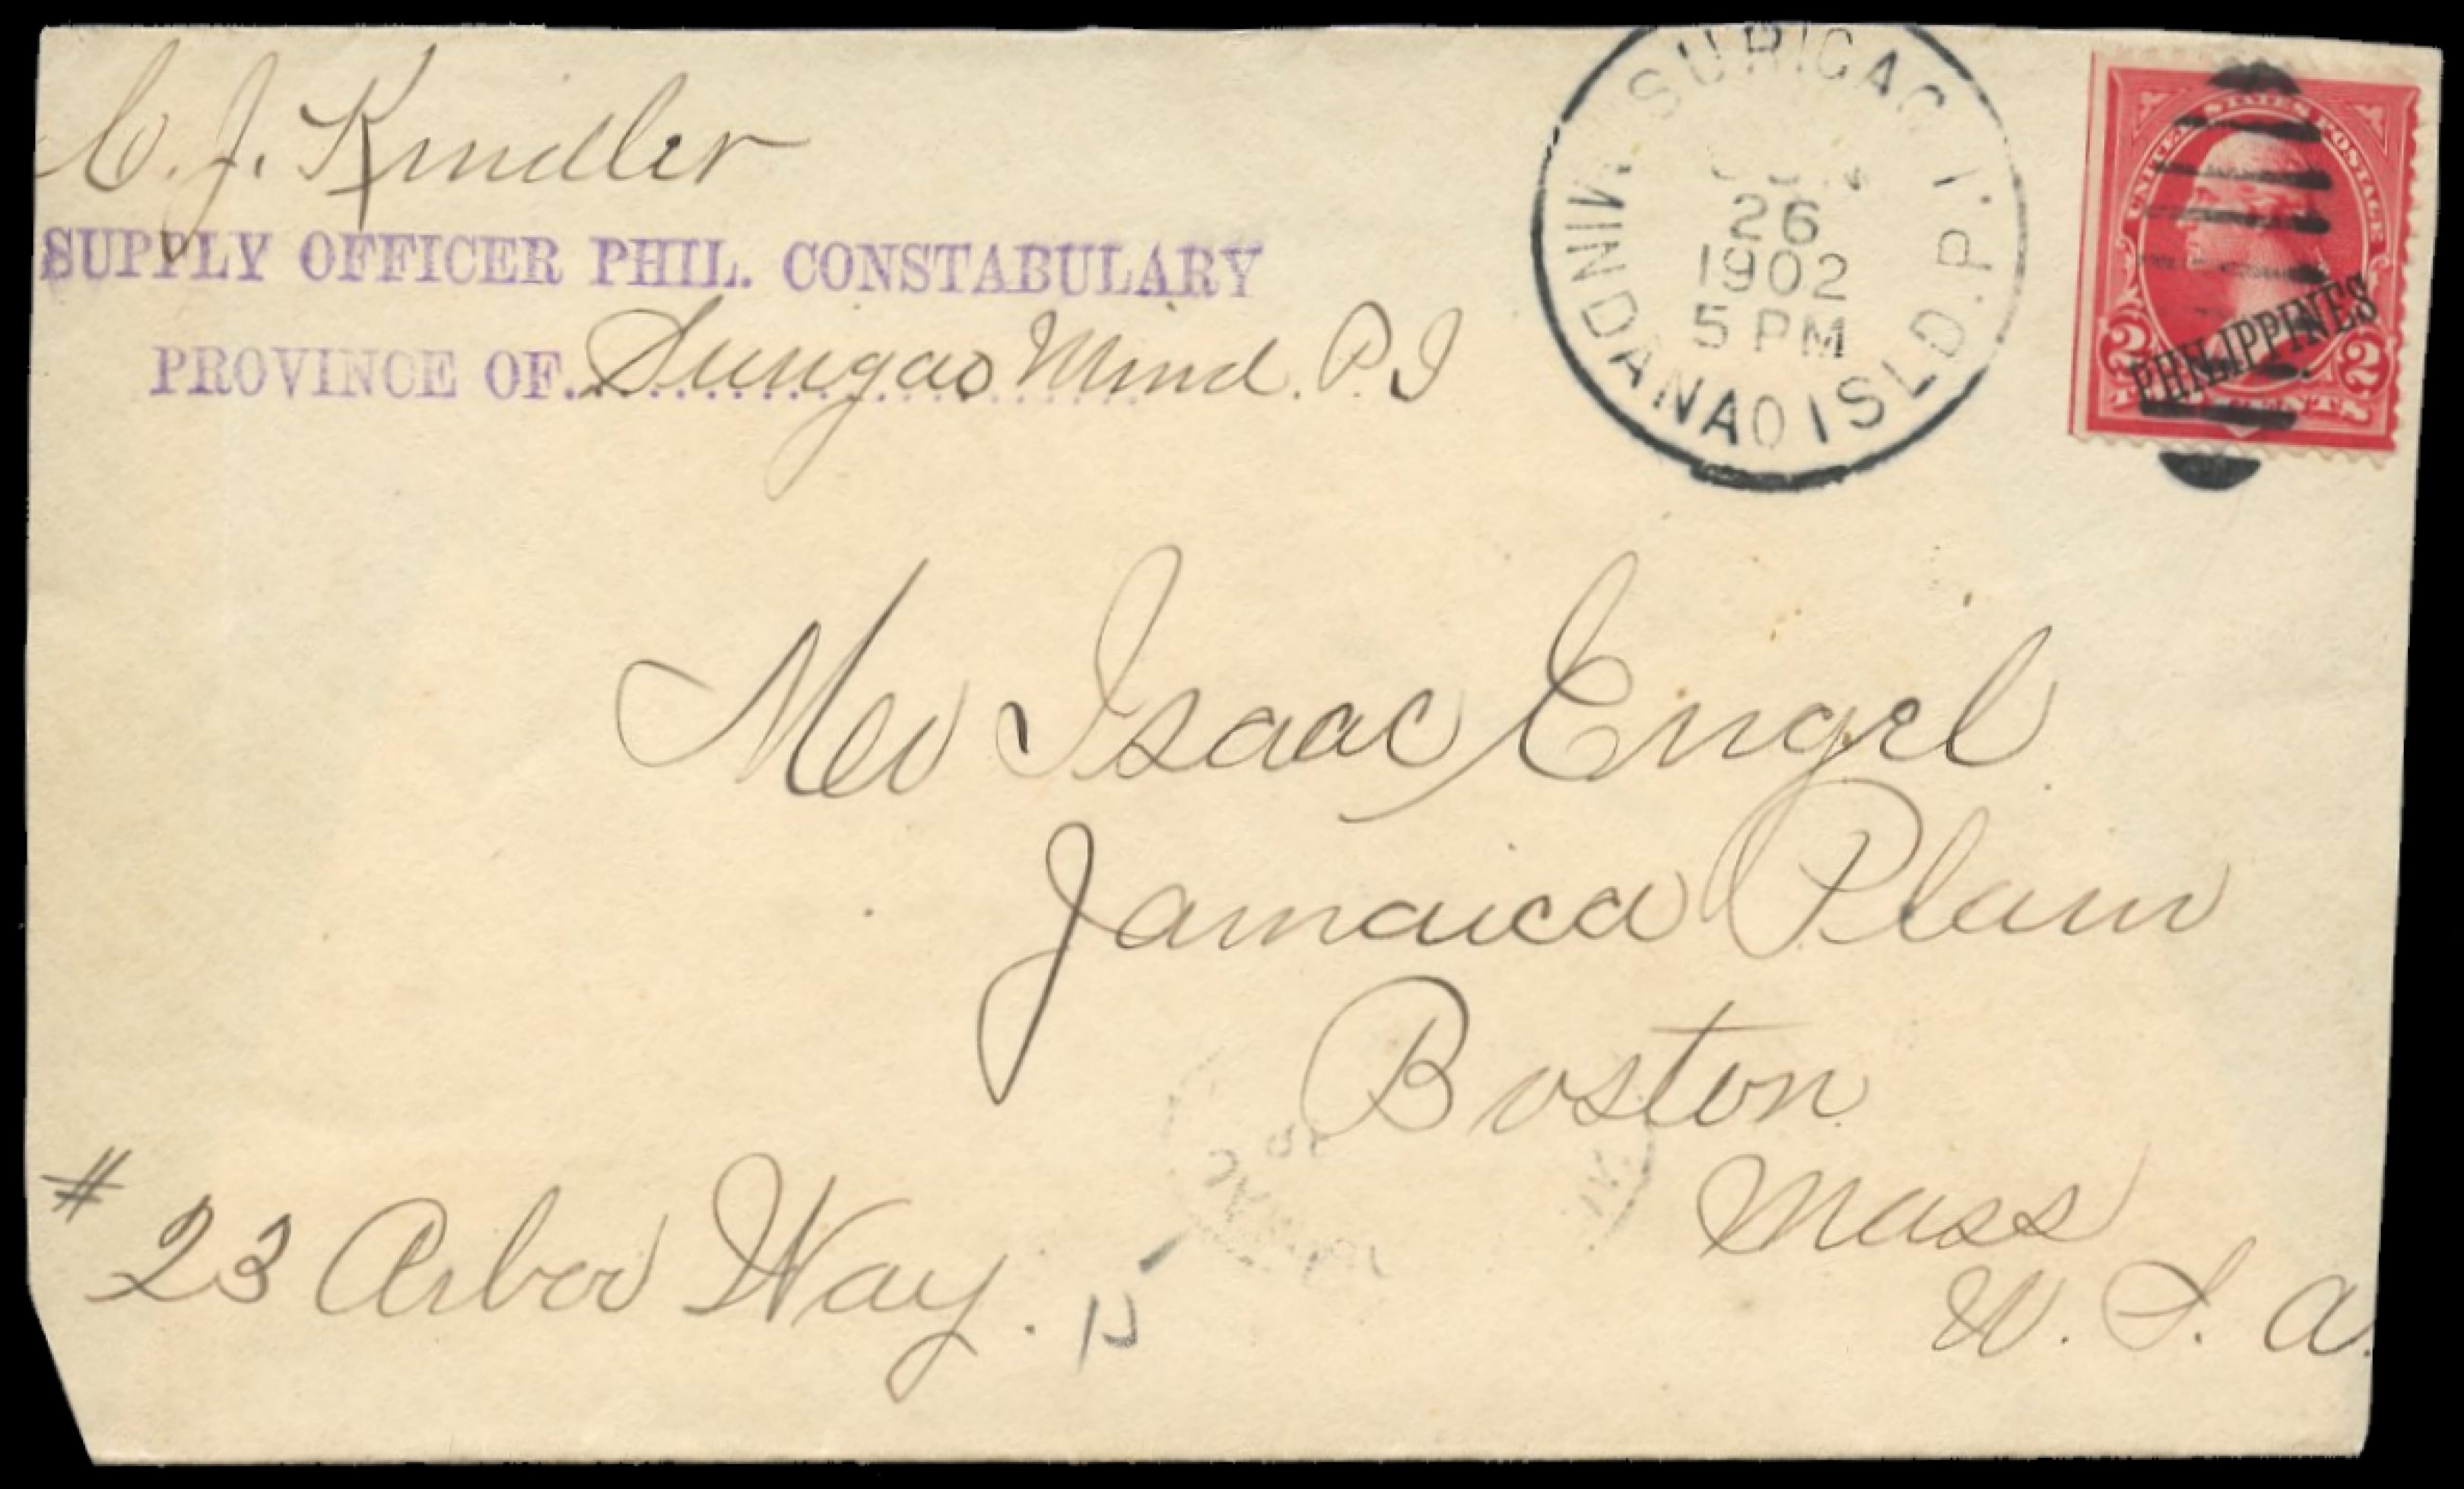 C. J. Kindler
SUPPLY OFFICER PHIL. CONSTABULARY
PROVINCE OF. Surigao Mind. P. I
SURIGAO, P.I.
26
1902
5 PM
MINDANAO ISLD.
UNITED STATES POSTAGE
PHILIPPINES
2 2
Mr Isaac Engel
Jamaica Plain
Boston
Mass
U. S. A.
# 23 Arbor Way.